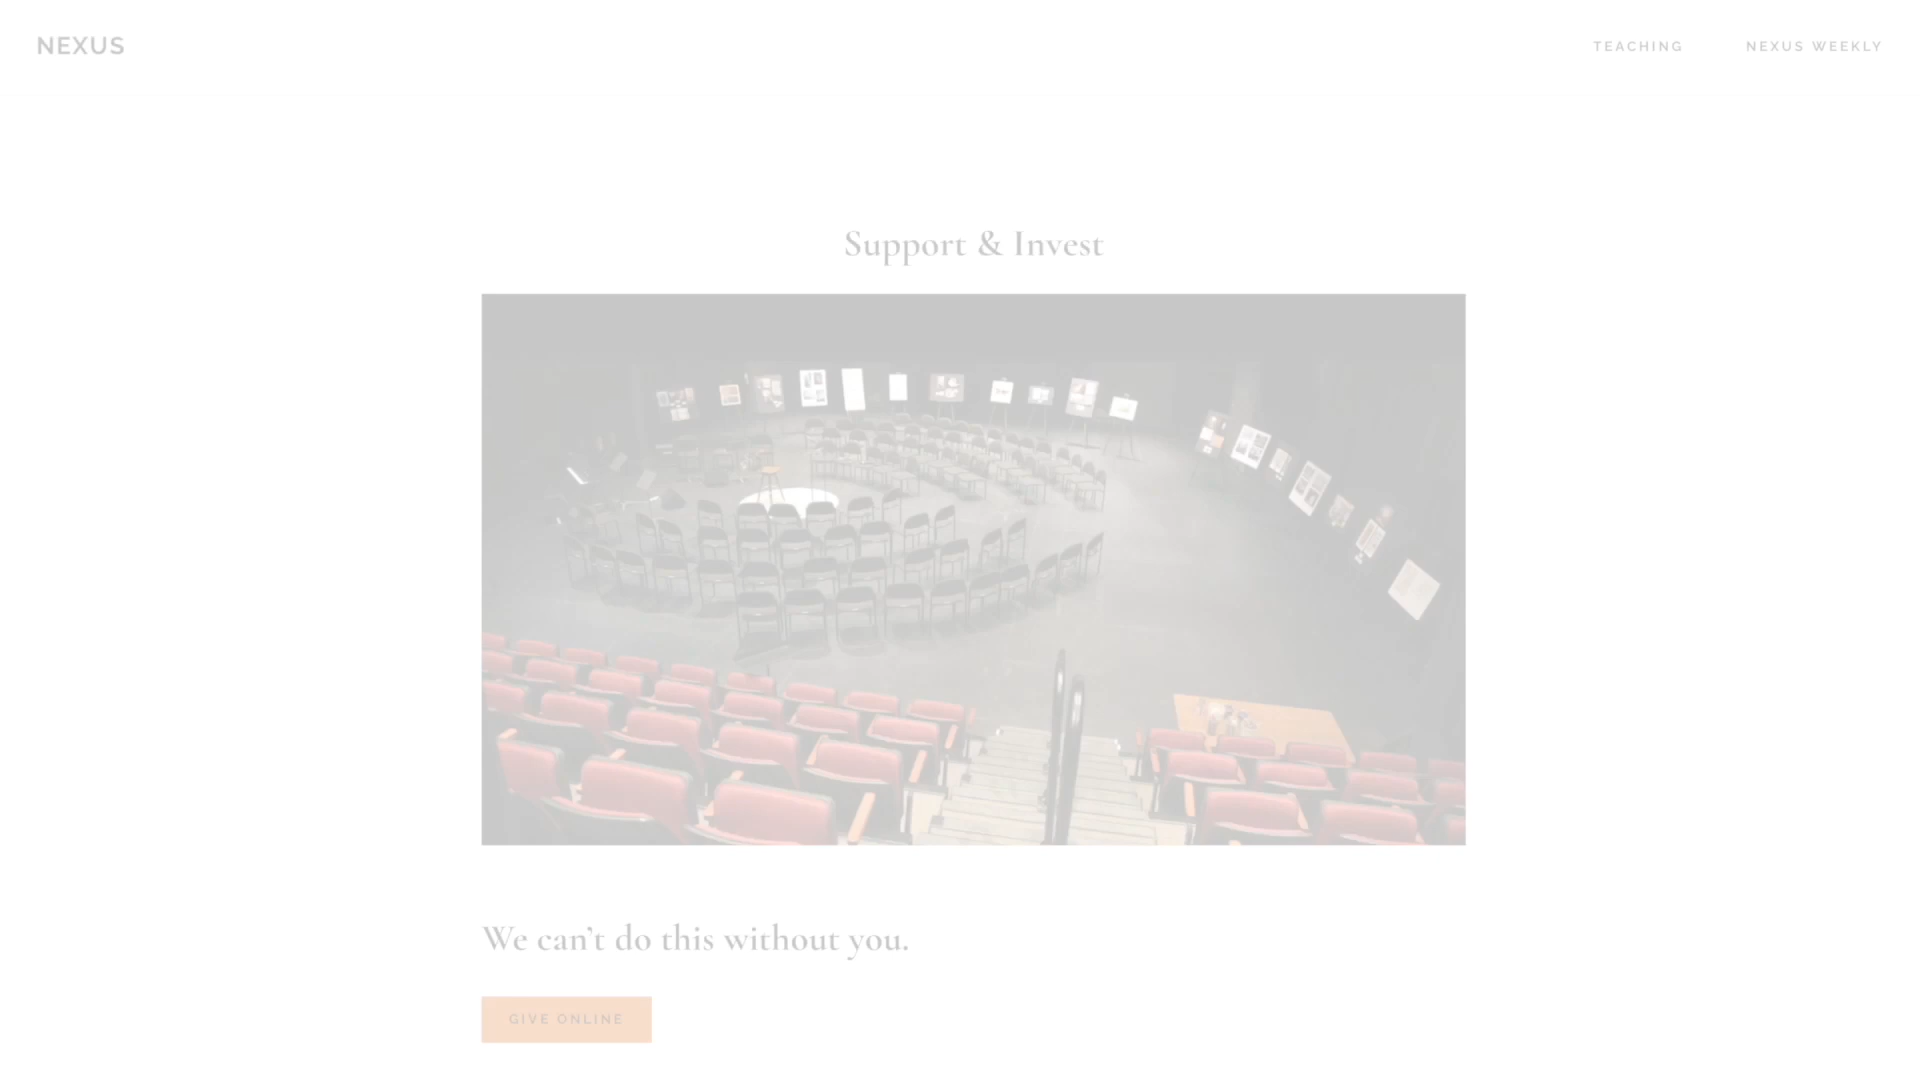 NEXUS
TEACHING
NEXUS WEEKLY
Support & Invest
We can’t do this without you.
GIVE ONLINE